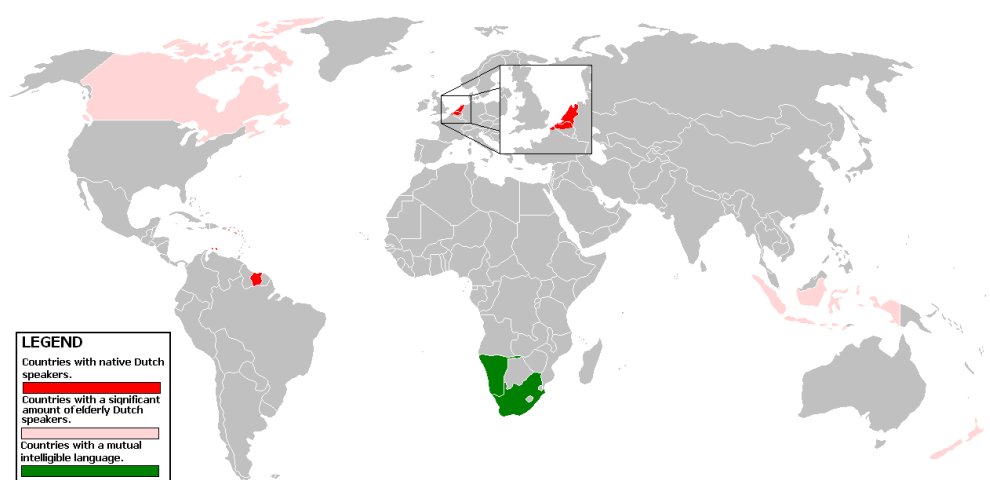 LEGEND
Countries with native Dutch
speakers.
Countries with a significant
amount of elderly Dutch
speakers.
Countries with a mutual
intelligible language.